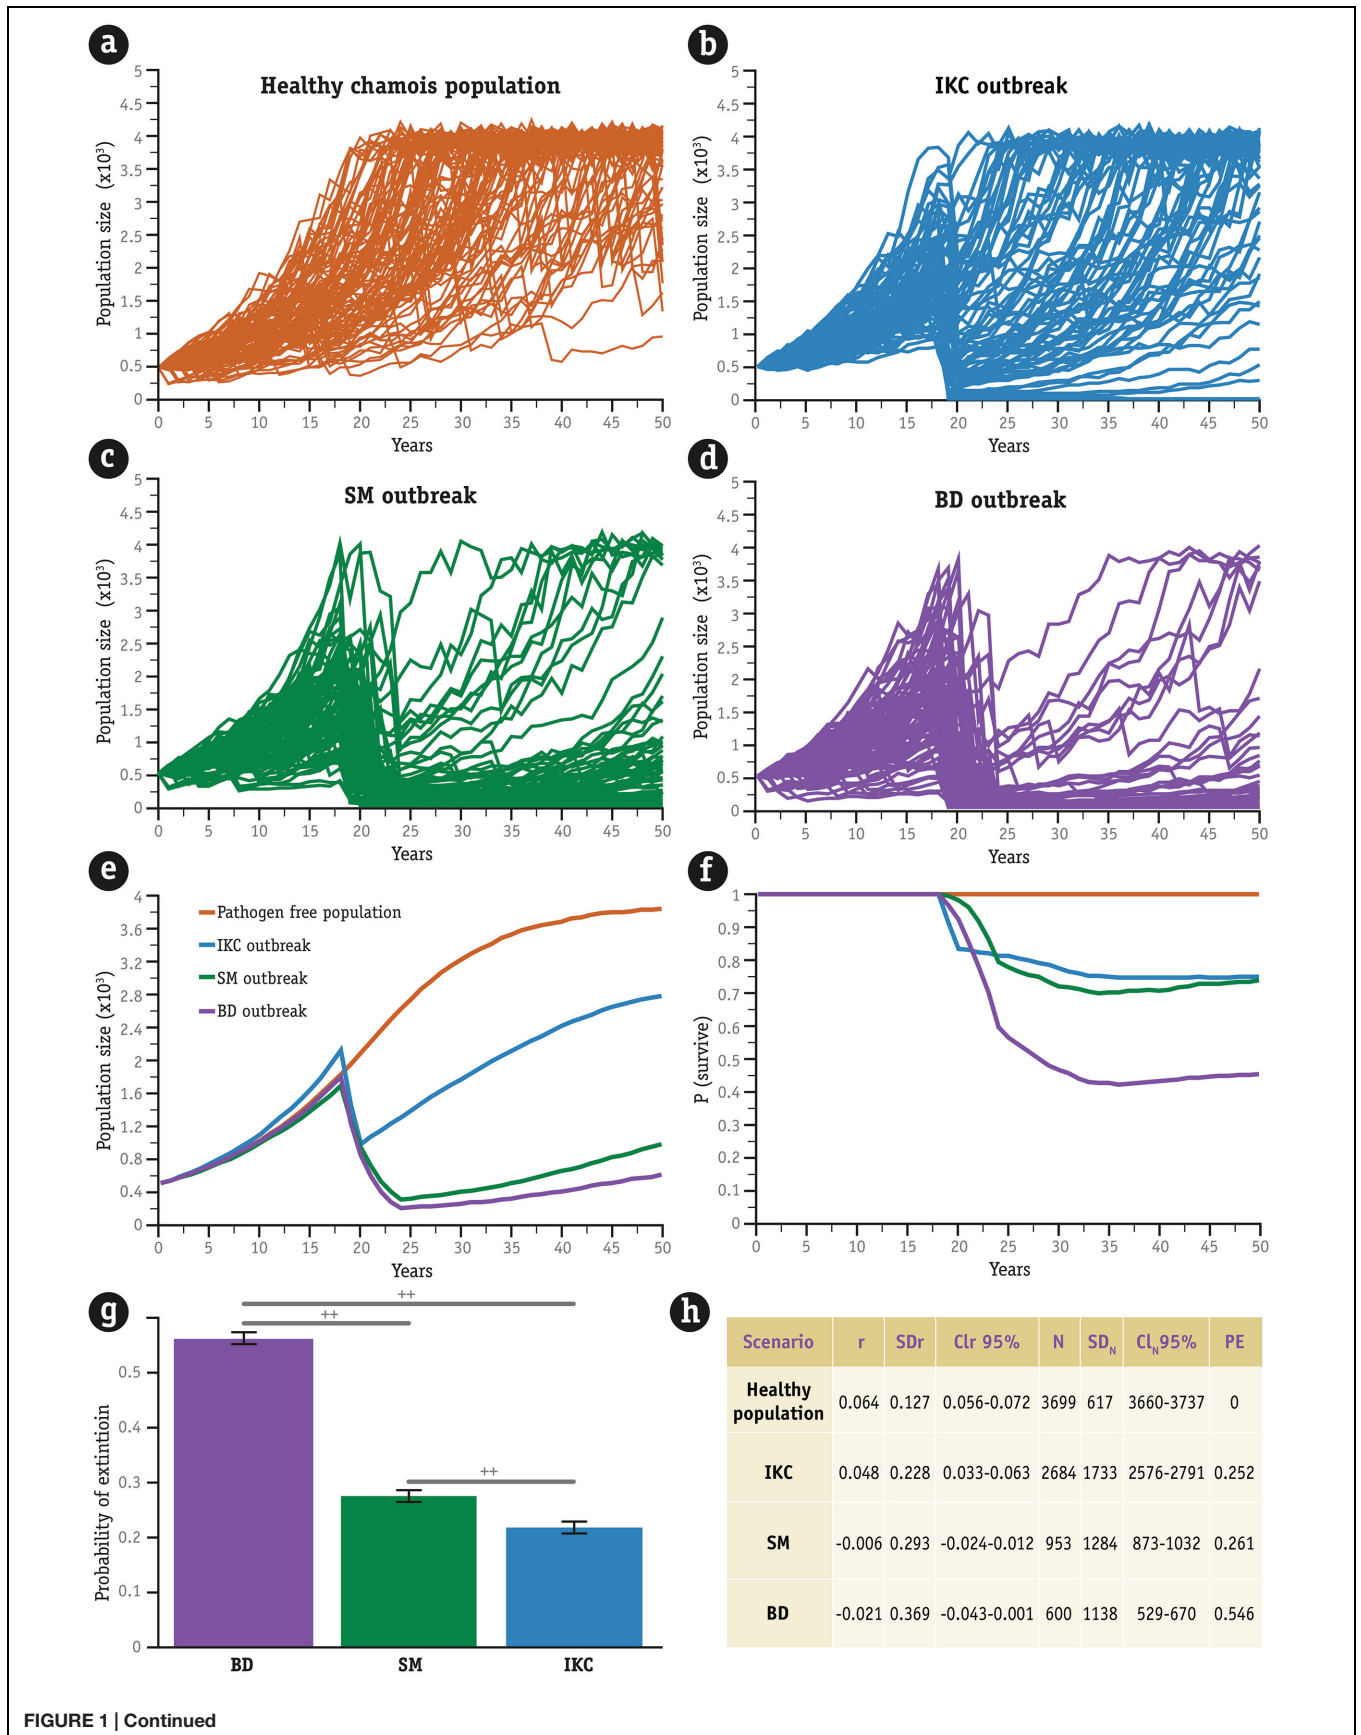 a
Healthy chamois population
Population size (x10³)
5
4.5
4
3.5
3
2.5
2
1.5
1
0.5
0
0 5 10 15 20 25 30 35 40 45 50
Years
b
IKC outbreak
Population size (x10³)
5
4.5
4
3.5
3
2.5
2
1.5
1
0.5
0
0 5 10 15 20 25 30 35 40 45 50
Years
c
SM outbreak
Population size (x10³)
5
4.5
4
3.5
3
2.5
2
1.5
1
0.5
0
0 5 10 15 20 25 30 35 40 45 50
Years
d
BD outbreak
Population size (x10³)
5
4.5
4
3.5
3
2.5
2
1.5
1
0.5
0
0 5 10 15 20 25 30 35 40 45 50
Years
e
Population size (x10³)
4
3.6
3.2
2.8
2.4
2
1.6
1.2
0.8
0.4
0
Pathogen free population
IKC outbreak
SM outbreak
BD outbreak
0 5 10 15 20 25 30 35 40 45 50
Years
f
P (survive)
1
0.9
0.8
0.7
0.6
0.5
0.4
0.3
0.2
0.1
0
0 5 10 15 20 25 30 35 40 45 50
Years
g
Probability of extintioin
++
++
++
0.5
0.4
0.3
0.2
0.1
0
BD SM IKC
h
Scenario r SDr Clr 95% N SD_N Cl_N95% PE
Healthy
population 0.064 0.127 0.056-0.072 3699 617 3660-3737 0
IKC 0.048 0.228 0.033-0.063 2684 1733 2576-2791 0.252
SM -0.006 0.293 -0.024-0.012 953 1284 873-1032 0.261
BD -0.021 0.369 -0.043-0.001 600 1138 529-670 0.546
FIGURE 1 | Continued